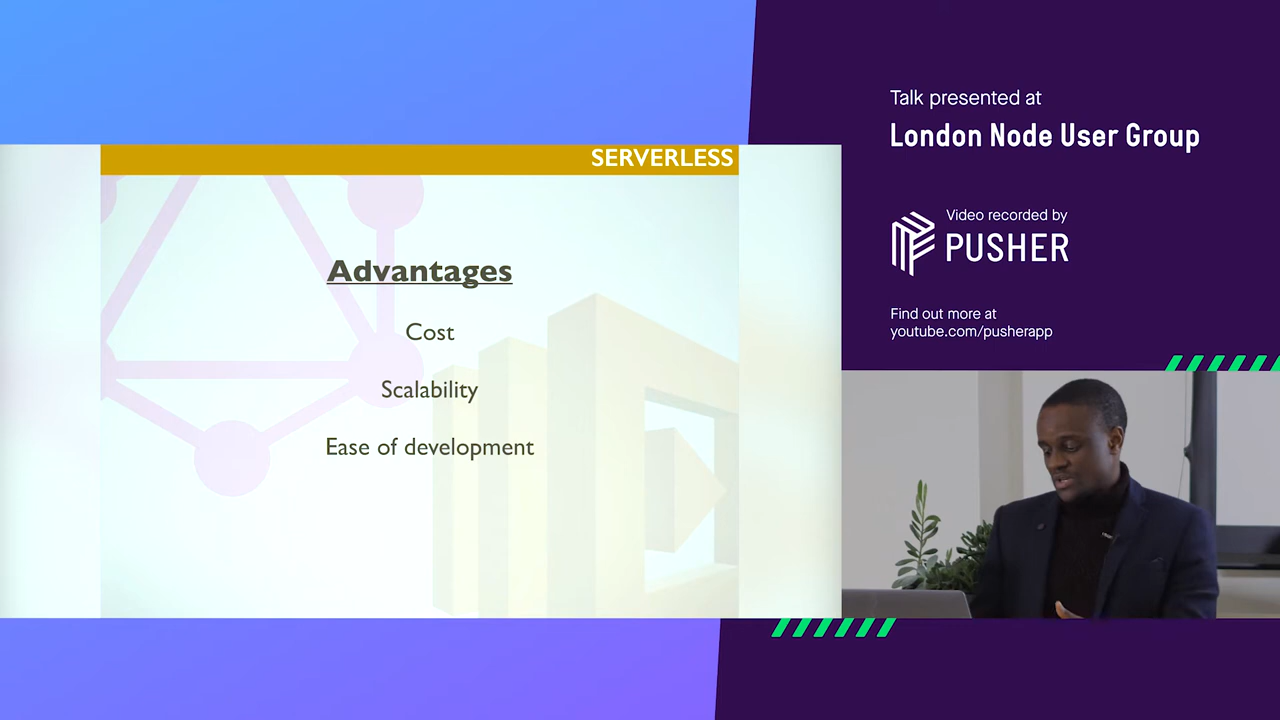 SERVERLESS
Advantages
Cost
Scalability
Ease of development
Talk presented at
London Node User Group
Video recorded by
PUSHER
Find out more at
youtube.com/pusherapp